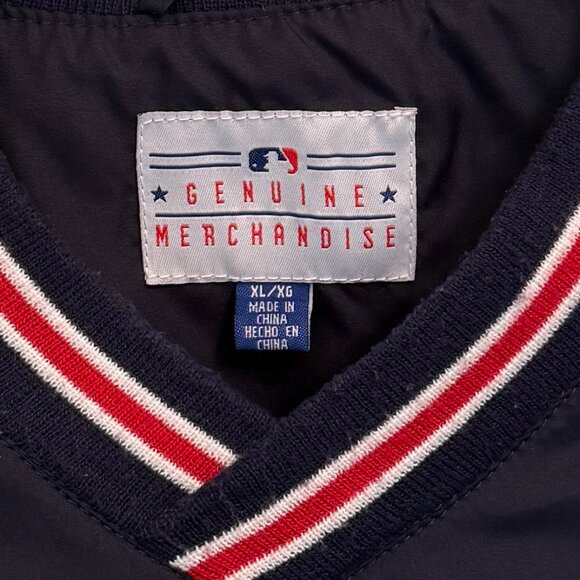 GENUINE
MERCHANDISE
XL/XG
MADE IN
CHINA
HECHO EN
CHINA